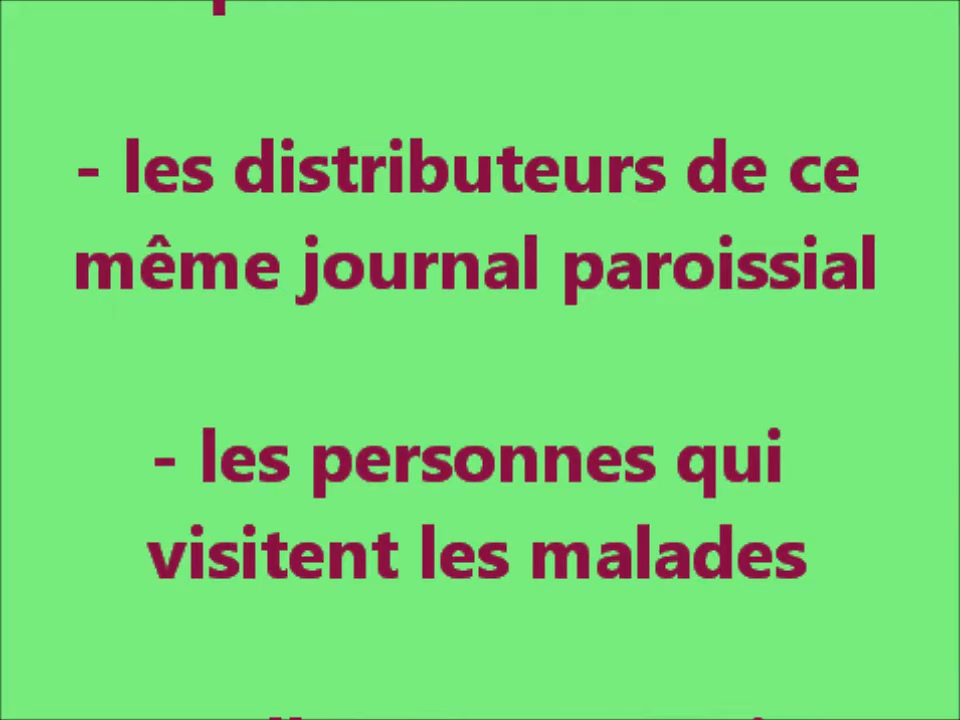 - les distributeurs de ce
même journal paroissial
- les personnes qui
visitent les malades